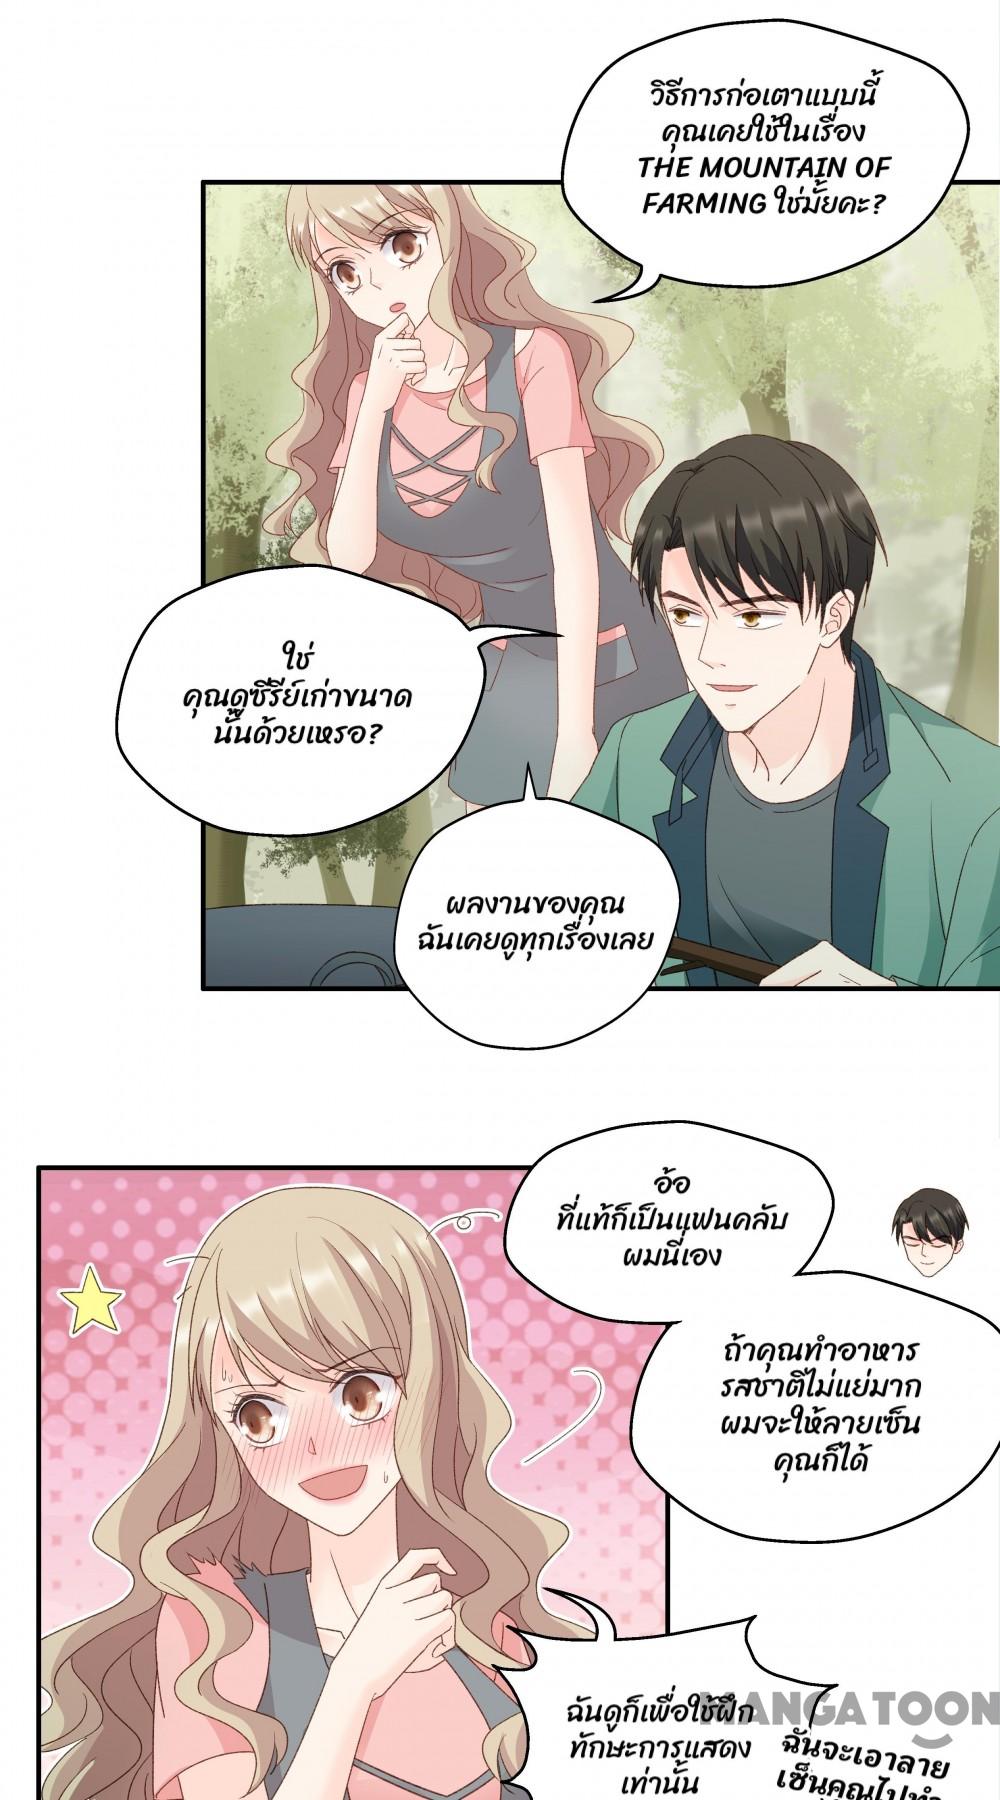 วิธีการก่อเตาแบบนี้
คุณเคยใช้ในเรื่อง
THE MOUNTAIN OF
FARMING ใช่มั้ยคะ?
ใช่
คุณดูซีรีย์เก่าขนาด
นั้นด้วยเหรอ?
ผลงานของคุณ
ฉันเคยดูทุกเรื่องเลย
อ้อ
ที่แท้ก็เป็นแฟนคลับ
ผมนี่เอง
ถ้าคุณทำอาหาร
รสชาติไม่แย่มาก
ผมจะให้ลายเซ็น
คุณก็ได้
ฉันดูก็เพื่อใช้ฝึก
ทักษะการแสดง
เท่านั้น
MANGATOON
ฉันจะเอาลาย
เซ็นคุณไปทำ